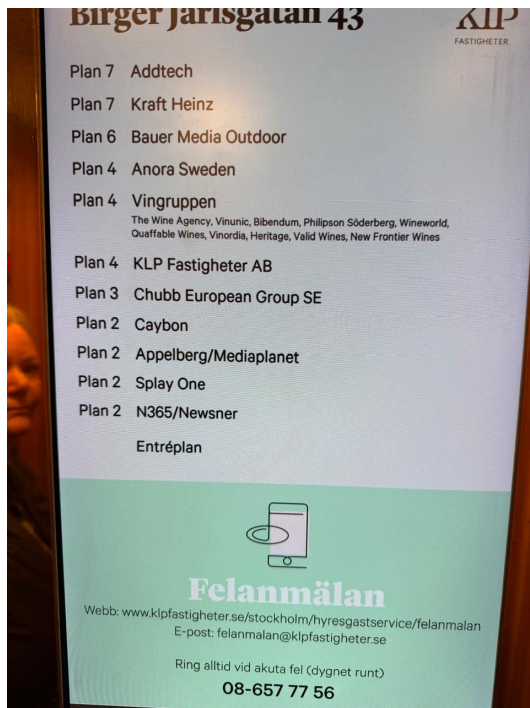 Birger Jarlsgatan 43
KLP
FASTIGHETER
Plan 7 Addtech
Plan 7 Kraft Heinz
Plan 6 Bauer Media Outdoor
Plan 4 Anora Sweden
Plan 4 Vingruppen
The Wine Agency, Vinunic, Bibendum, Philipson Söderberg, Wineworld,
Quaffable Wines, Vinordia, Heritage, Valid Wines, New Frontier Wines
Plan 4 KLP Fastigheter AB
Plan 3 Chubb European Group SE
Plan 2 Caybon
Plan 2 Appelberg/Mediaplanet
Plan 2 Splay One
Plan 2 N365/Newsner
Entréplan
Felanmälan
Webb: www.klpfastigheter.se/stockholm/hyresgastservice/felanmalan
E-post: felanmalan@klpfastigheter.se
Ring alltid vid akuta fel (dygnet runt)
08-657 77 56